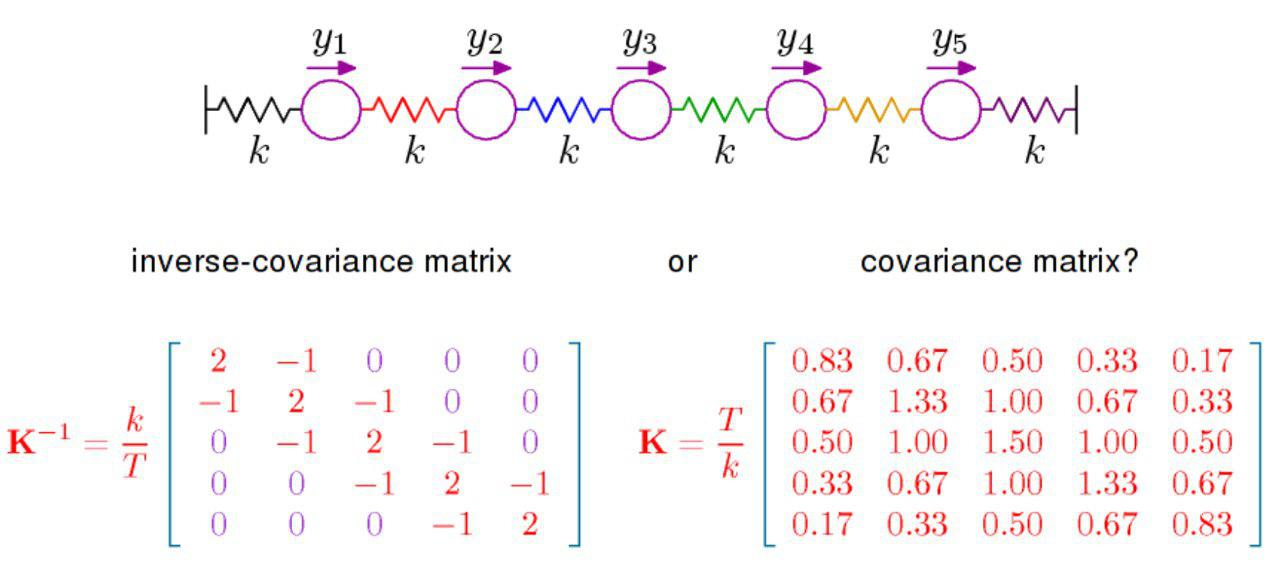 y1 y2 y3 y4 y5
k k k k k k
inverse-covariance matrix or covariance matrix?
2 −1 0 0 0 0.83 0.67 0.50 0.33 0.17
−1 2 −1 0 0 0.67 1.33 1.00 0.67 0.33
K−1 = k/T 0 −1 2 −1 0 K = T/k 0.50 1.00 1.50 1.00 0.50
0 0 −1 2 −1 0.33 0.67 1.00 1.33 0.67
0 0 0 −1 2 0.17 0.33 0.50 0.67 0.83